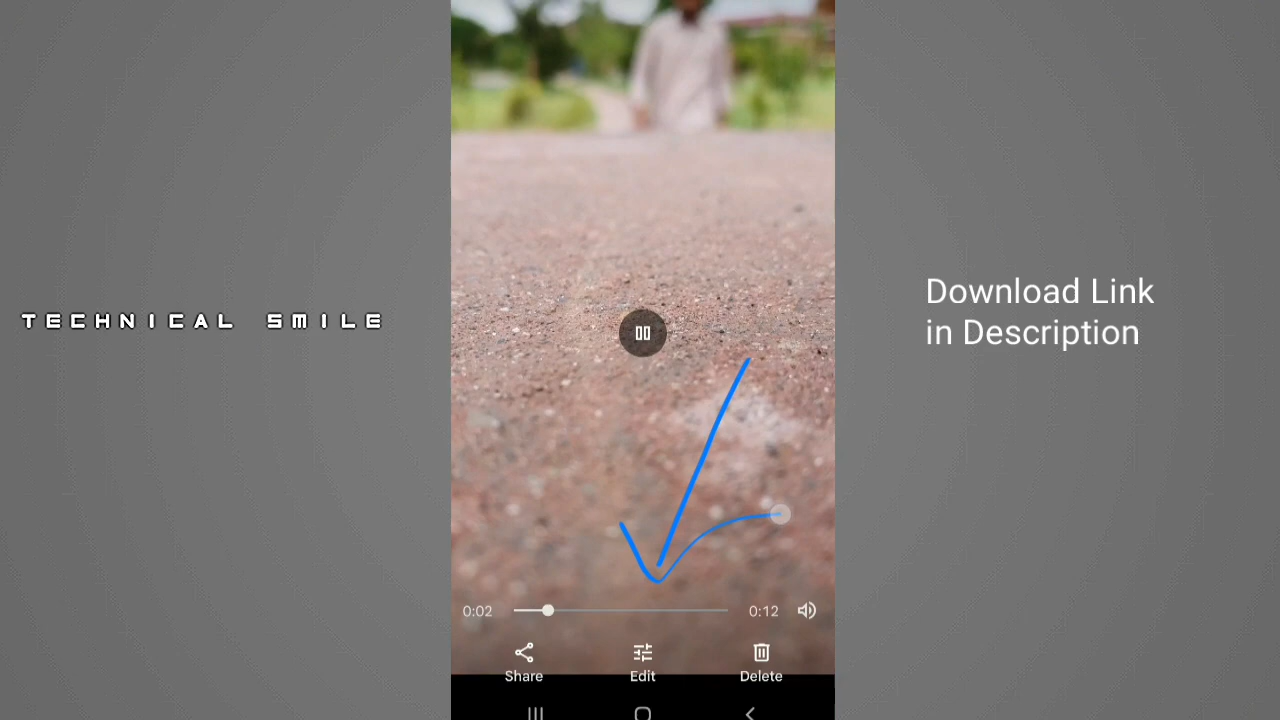 TECHNICAL SMILE
Download Link
in Description
0:02
0:12
Share
Edit
Delete